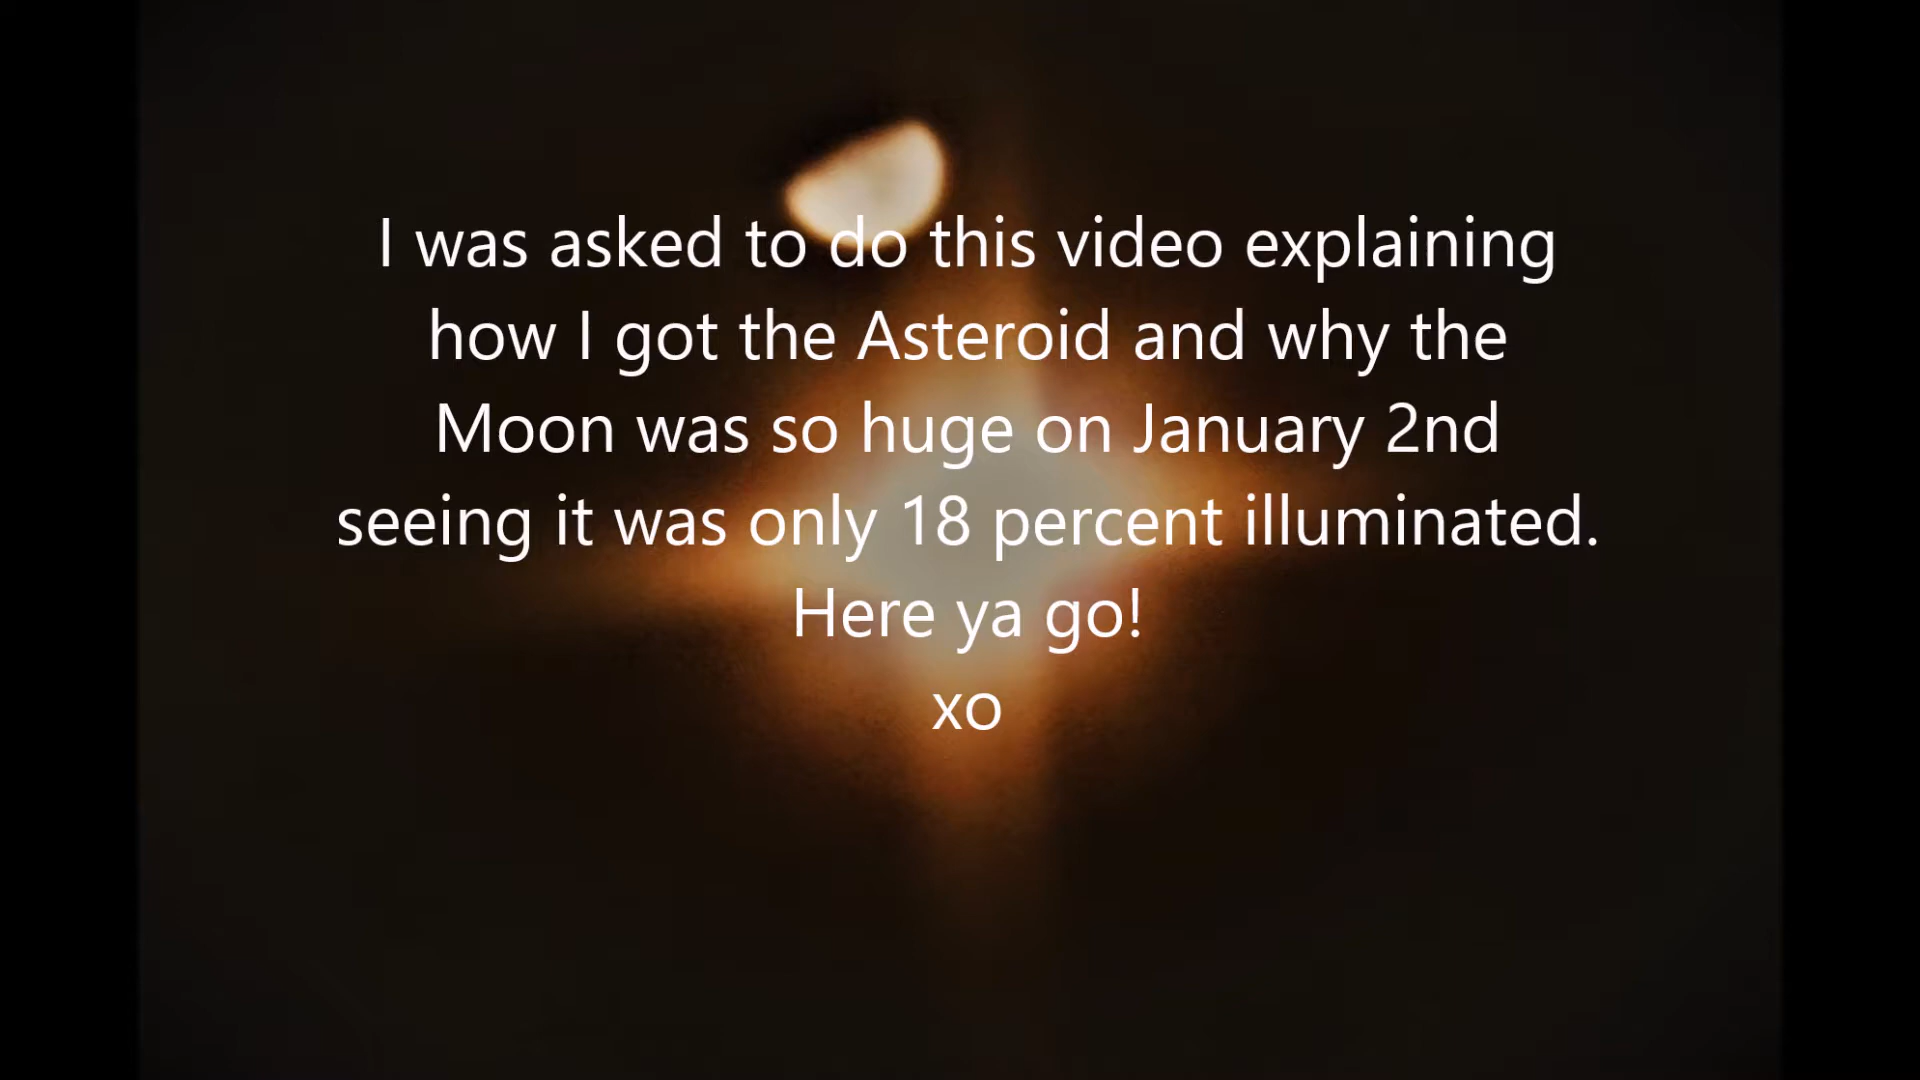 I was asked to do this video explaining
how I got the Asteroid and why the
Moon was so huge on January 2nd
seeing it was only 18 percent illuminated.
Here ya go!
xo